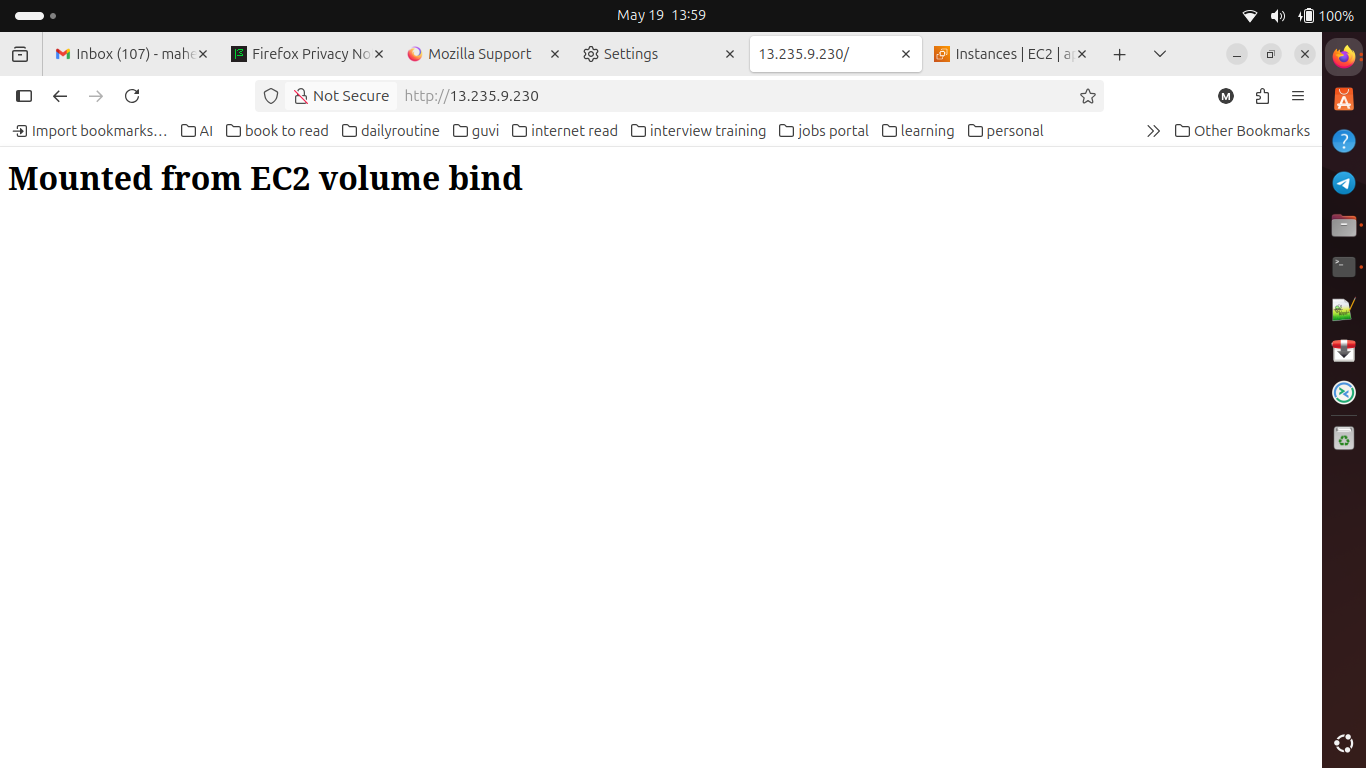 May 19 13:59
100%
Inbox (107) - mahe
Firefox Privacy No
Mozilla Support
Settings
13.235.9.230/
Instances | EC2 | ap
Not Secure
http://13.235.9.230
M
Import bookmarks…
AI
book to read
dailyroutine
guvi
internet read
interview training
jobs portal
learning
personal
Other Bookmarks
Mounted from EC2 volume bind